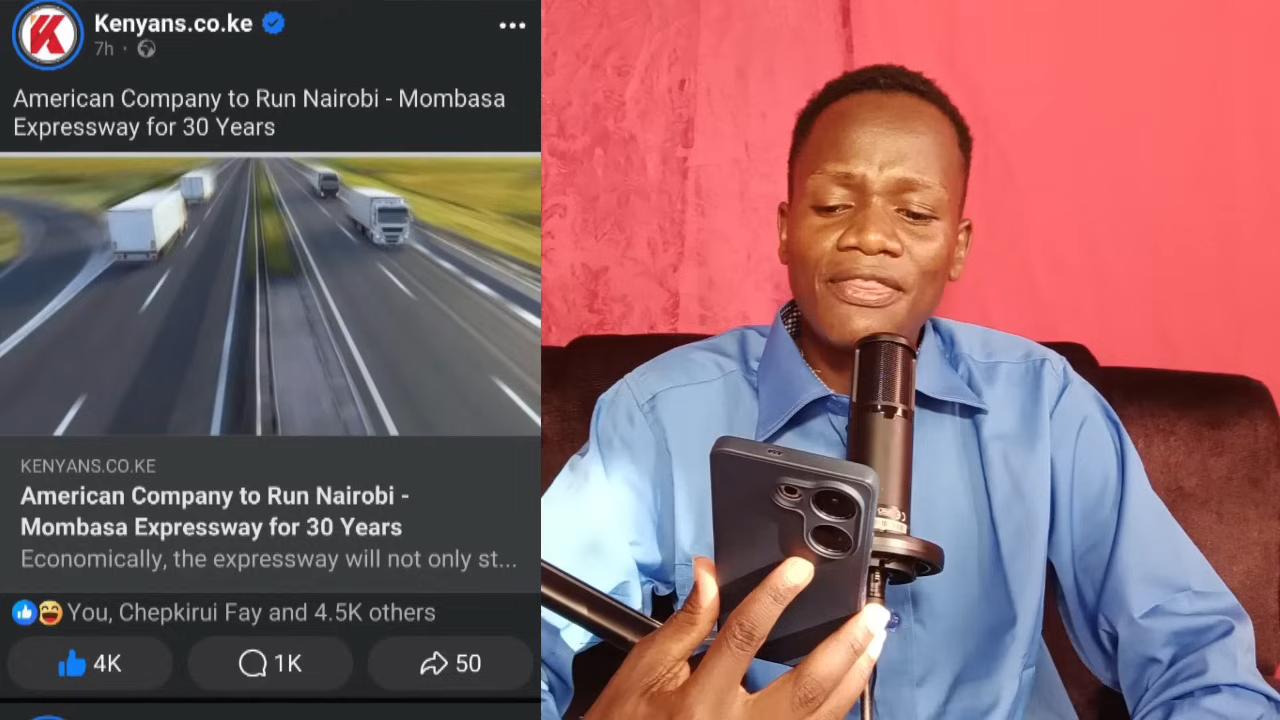 Kenyans.co.ke
7h ·
American Company to Run Nairobi - Mombasa
Expressway for 30 Years
KENYANS.CO.KE
American Company to Run Nairobi -
Mombasa Expressway for 30 Years
Economically, the expressway will not only st...
You, Chepkirui Fay and 4.5K others
4K
1K
50